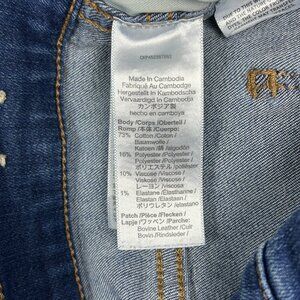 Made In Cambodia
Fabriqué Au Cambodge
Hergestellt in Kambodscha
Vervaardigd in Cambodja
カンボジア製
hecho en camboya
Body /Corps /Oberteil /
Romp /本体 /Cuerpo:
73% Cotton /Coton /
Baumwolle /
Katoen /綿 /algodón
16% Polyester /Polyester /
Polyester /Polyester /
ポリエステル /poliéster
10% Viscose /Viscose /
Viskose /Viscose /
レーヨン /viscosa
1% Elastane /Elasthanne /
Elastan /Elastaan /
ポリウレタン /elastano
Patch /Pièce /Flecken /
Lapje /ワッペン /Parche:
Bovine Leather /Cuir
Bovin /Rindsleder /